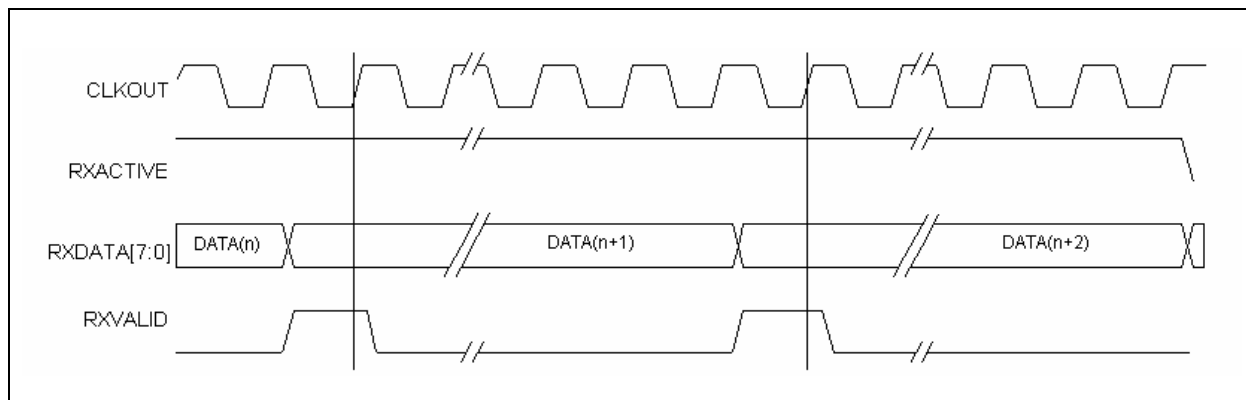 CLKOUT
RXACTIVE
RXDATA[7:0]
DATA(n)
DATA(n+1)
DATA(n+2)
RXVALID